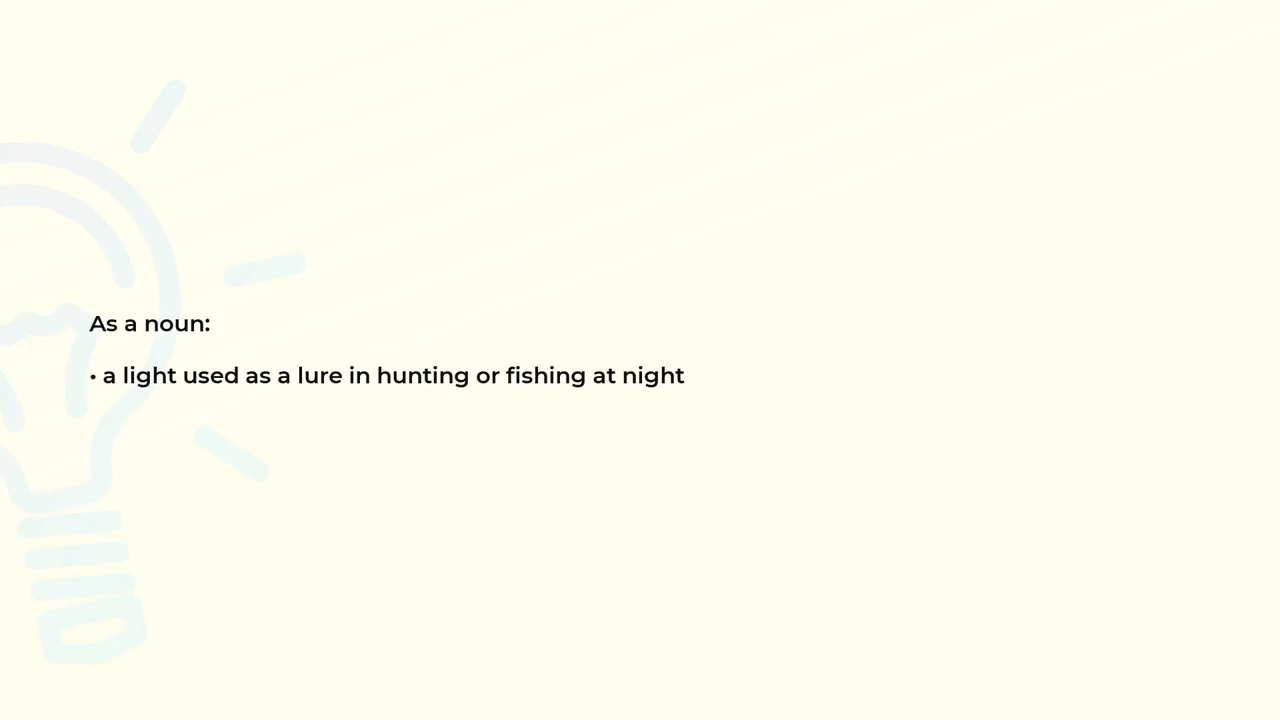 As a noun:
• a light used as a lure in hunting or fishing at night